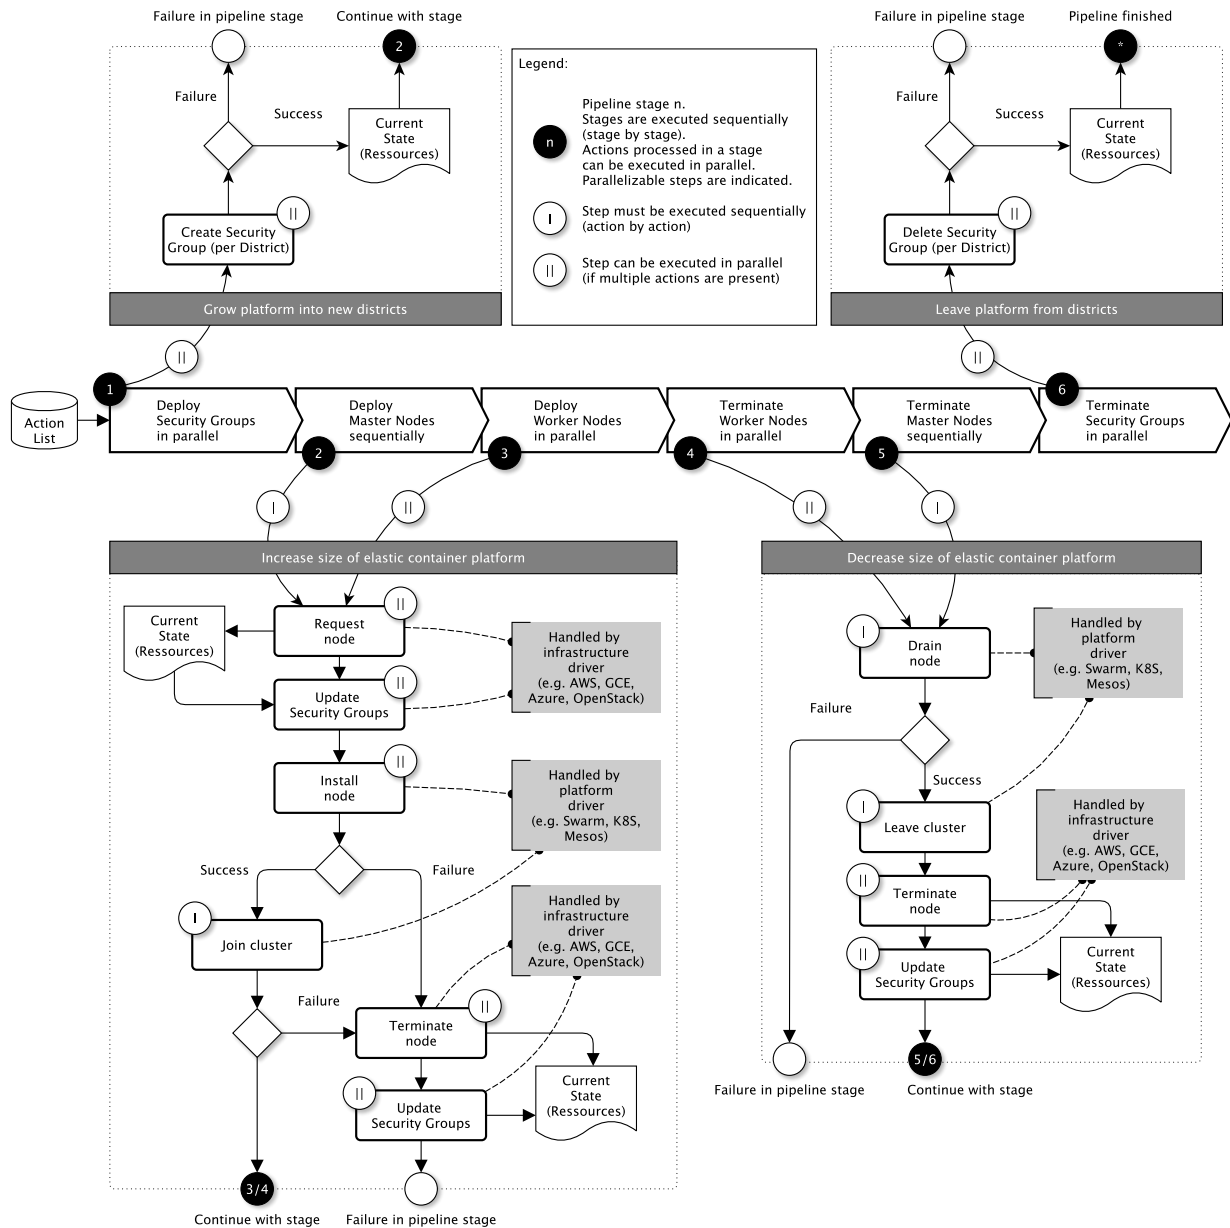 Failure in pipeline stage
Continue with stage
2
Failure
Success
Current
State
(Ressources)
Create Security
Group (per District)
||
Grow platform into new districts
||
Legend:
n
Pipeline stage n.
Stages are executed sequentially
(stage by stage).
Actions processed in a stage
can be executed in parallel.
Parallelizable steps are indicated.
I
Step must be executed sequentially
(action by action)
||
Step can be executed in parallel
(if multiple actions are present)
Failure in pipeline stage
Pipeline finished
*
Failure
Success
Current
State
(Ressources)
Delete Security
Group (per District)
||
Leave platform from districts
||
Action
List
1
Deploy
Security Groups
in parallel
2
Deploy
Master Nodes
sequentially
3
Deploy
Worker Nodes
in parallel
4
Terminate
Worker Nodes
in parallel
5
Terminate
Master Nodes
sequentially
6
Terminate
Security Groups
in parallel
I
||
||
I
Increase size of elastic container platform
Current
State
(Ressources)
Request
node
||
Update
Security Groups
||
Handled by
infrastructure
driver
(e.g. AWS, GCE,
Azure, OpenStack)
Install
node
||
Handled by
platform
driver
(e.g. Swarm, K8S,
Mesos)
Success
Failure
I
Join cluster
Handled by
infrastructure
driver
(e.g. AWS, GCE,
Azure, OpenStack)
Failure
Terminate
node
||
||
Update
Security Groups
Current
State
(Ressources)
3/4
Continue with stage
Failure in pipeline stage
Decrease size of elastic container platform
I
Drain
node
Handled by
platform
driver
(e.g. Swarm, K8S,
Mesos)
Failure
Success
I
Leave cluster
Handled by
infrastructure
driver
(e.g. AWS, GCE,
Azure, OpenStack)
||
Terminate
node
||
Update
Security Groups
Current
State
(Ressources)
5/6
Failure in pipeline stage
Continue with stage